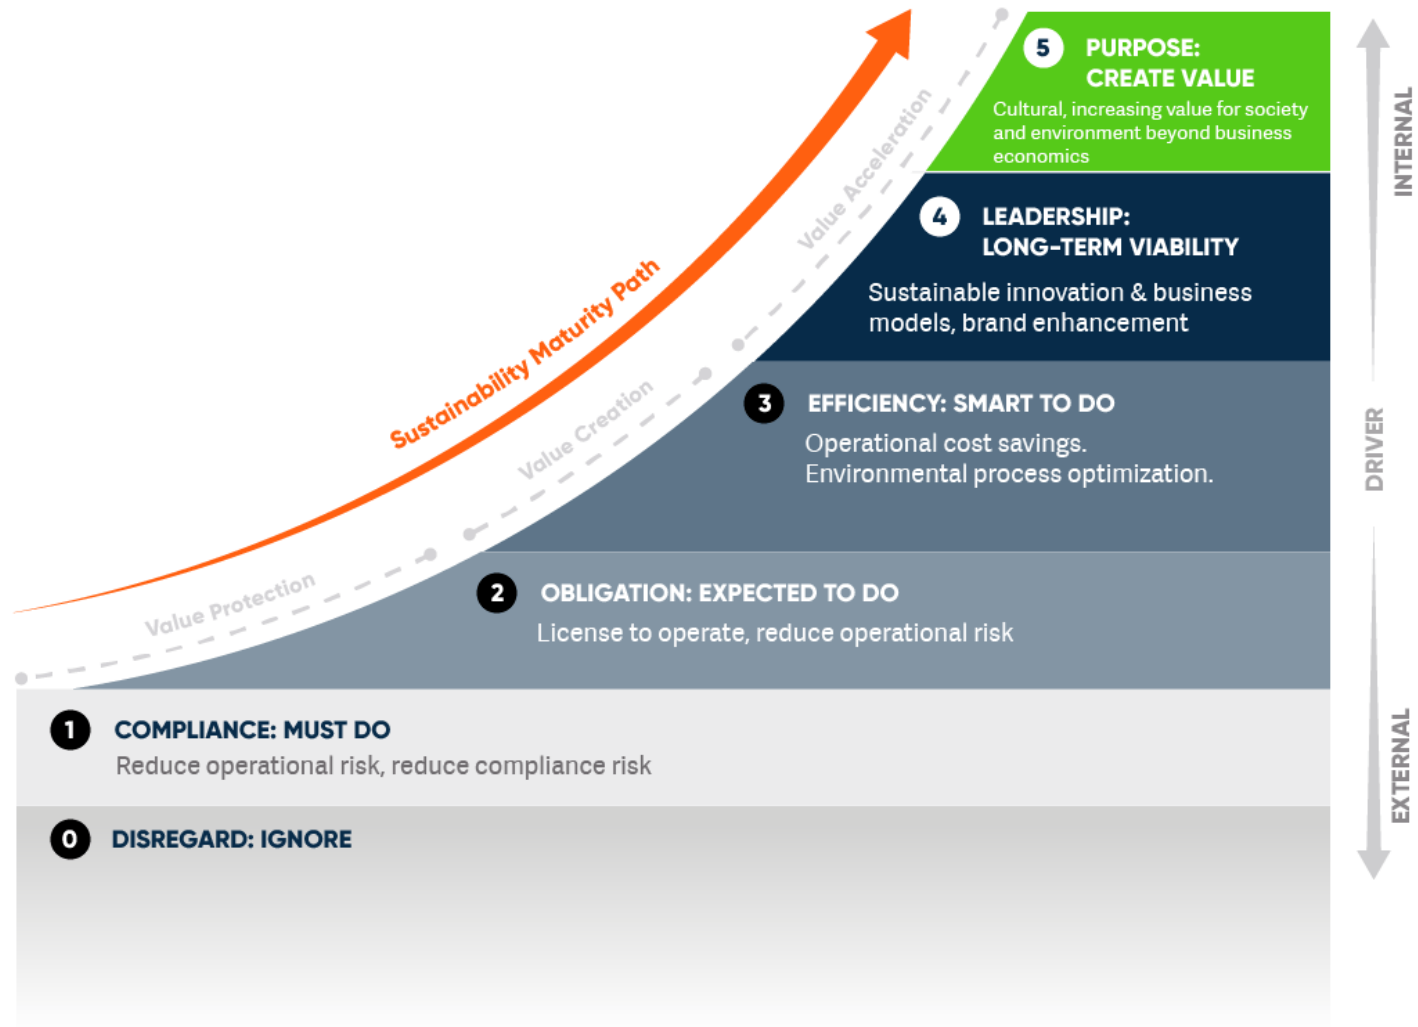 5
PURPOSE:
CREATE VALUE
Cultural, increasing value for society
and environment beyond business
economics
Value Acceleration
4
LEADERSHIP:
LONG-TERM VIABILITY
Sustainable innovation & business
models, brand enhancement
Sustainability Maturity Path
Value Creation
3
EFFICIENCY: SMART TO DO
Operational cost savings.
Environmental process optimization.
Value Protection
2
OBLIGATION: EXPECTED TO DO
License to operate, reduce operational risk
1
COMPLIANCE: MUST DO
Reduce operational risk, reduce compliance risk
0
DISREGARD: IGNORE
INTERNAL
DRIVER
EXTERNAL